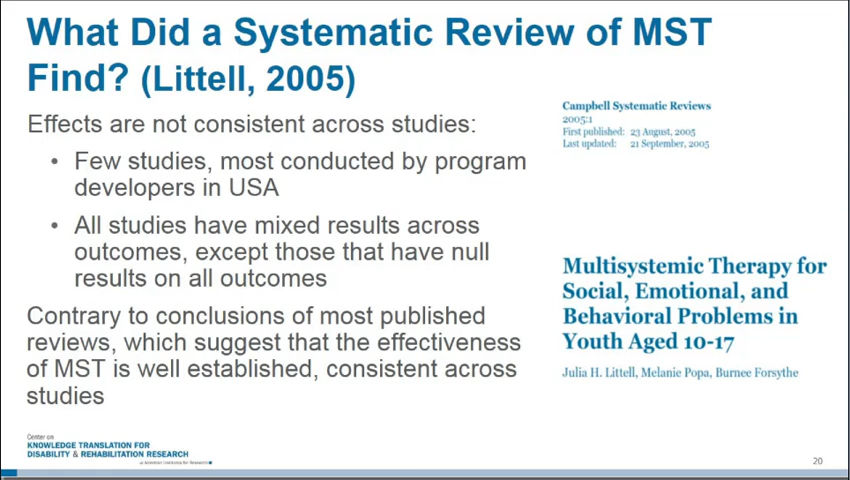 What Did a Systematic Review of MST
Find? (Littell, 2005)
Effects are not consistent across studies:
• Few studies, most conducted by program
developers in USA
• All studies have mixed results across
outcomes, except those that have null
results on all outcomes
Contrary to conclusions of most published
reviews, which suggest that the effectiveness
of MST is well established, consistent across
studies
Campbell Systematic Reviews
2005:1
First published: 23 August, 2005
Last updated: 21 September, 2005
Multisystemic Therapy for
Social, Emotional, and
Behavioral Problems in
Youth Aged 10-17
Julia H. Littell, Melanie Popa, Burnee Forsythe
Center on
KNOWLEDGE TRANSLATION FOR
DISABILITY & REHABILITATION RESEARCH
at American Institutes for Research
20